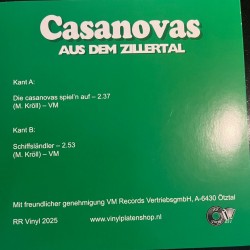 Casanovas
AUS DEM ZILLERTAL
Kant A:
Die casanovas spiel'n auf – 2.37
(M. Kröll) – VM
Kant B:
Schiffsländler – 2.53
(M. Kröll) – VM
Mit freundlicher genehmigung VM Records VertriebsgmbH, A-6430 Ötztal
RR Vinyl 2025
www.vinylplatenshop.nl